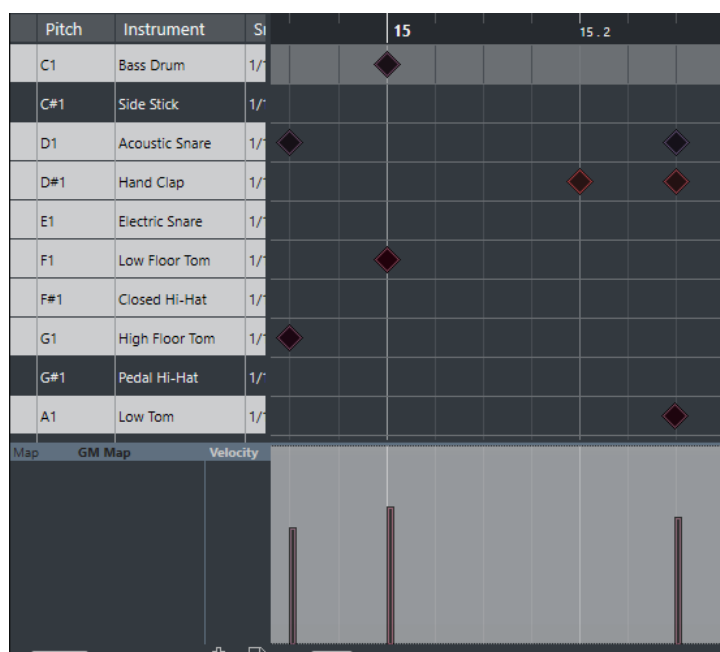 Pitch Instrument 15 15.2
C1 Bass Drum
C#1 Side Stick
D1 Acoustic Snare
D#1 Hand Clap
E1 Electric Snare
F1 Low Floor Tom
F#1 Closed Hi-Hat
G1 High Floor Tom
G#1 Pedal Hi-Hat
A1 Low Tom
Map GM Map Velocity